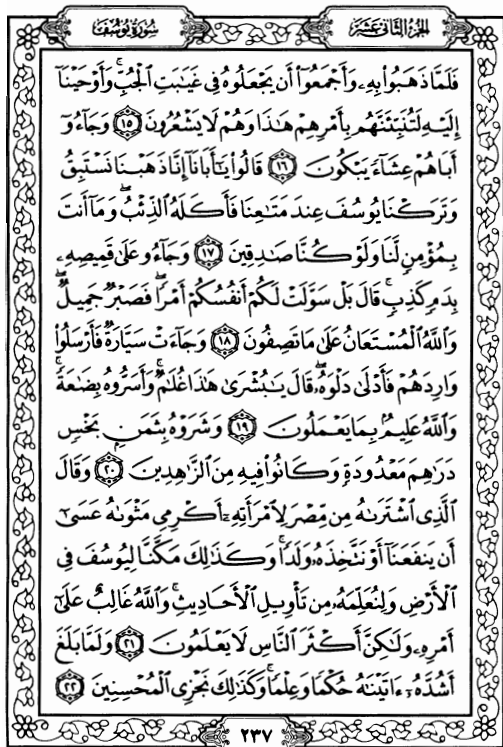 الجزء الثاني عشر
سورة يوسف
فَلَمَّا ذَهَبُوا۟ بِهِۦ وَأَجْمَعُوٓا۟ أَن يَجْعَلُوهُ فِى غَيَـٰبَتِ ٱلْجُبِّ ۚ وَأَوْحَيْنَآ
إِلَيْهِ لَتُنَبِّئَنَّهُم بِأَمْرِهِمْ هَـٰذَا وَهُمْ لَا يَشْعُرُونَ ١٥ وَجَآءُوٓ
أَبَاهُمْ عِشَآءً يَبْكُونَ ١٦ قَالُوا۟ يَـٰٓأَبَانَآ إِنَّا ذَهَبْنَا نَسْتَبِقُ
وَتَرَكْنَا يُوسُفَ عِندَ مَتَـٰعِنَا فَأَكَلَهُ ٱلذِّئْبُ ۖ وَمَآ أَنتَ
بِمُؤْمِنٍ لَّنَا وَلَوْ كُنَّا صَـٰدِقِينَ ١٧ وَجَآءُو عَلَىٰ قَمِيصِهِۦ
بِدَمٍ كَذِبٍ ۚ قَالَ بَلْ سَوَّلَتْ لَكُمْ أَنفُسُكُمْ أَمْرًا ۖ فَصَبْرٌ جَمِيلٌ ۖ
وَٱللَّهُ ٱلْمُسْتَعَانُ عَلَىٰ مَا تَصِفُونَ ١٨ وَجَآءَتْ سَيَّارَةٌ فَأَرْسَلُوا۟
وَارِدَهُمْ فَأَدْلَىٰ دَلْوَهُۥ ۖ قَالَ يَـٰبُشْرَىٰ هَـٰذَا غُلَـٰمٌ ۚ وَأَسَرُّوهُ بِضَـٰعَةً ۚ
وَٱللَّهُ عَلِيمٌۢ بِمَا يَعْمَلُونَ ١٩ وَشَرَوْهُ بِثَمَنٍۭ بَخْسٍ
دَرَٰهِمَ مَعْدُودَةٍ وَكَانُوا۟ فِيهِ مِنَ ٱلزَّٰهِدِينَ ٢٠ وَقَالَ
ٱلَّذِى ٱشْتَرَىٰهُ مِن مِّصْرَ لِٱمْرَأَتِهِۦٓ أَكْرِمِى مَثْوَىٰهُ عَسَىٰٓ
أَن يَنفَعَنَآ أَوْ نَتَّخِذَهُۥ وَلَدًا ۚ وَكَذَٰلِكَ مَكَّنَّا لِيُوسُفَ فِى
ٱلْأَرْضِ وَلِنُعَلِّمَهُۥ مِن تَأْوِيلِ ٱلْأَحَادِيثِ ۚ وَٱللَّهُ غَالِبٌ عَلَىٰٓ
أَمْرِهِۦ وَلَـٰكِنَّ أَكْثَرَ ٱلنَّاسِ لَا يَعْلَمُونَ ٢١ وَلَمَّا بَلَغَ
أَشُدَّهُۥٓ ءَاتَيْنَـٰهُ حُكْمًا وَعِلْمًا ۚ وَكَذَٰلِكَ نَجْزِى ٱلْمُحْسِنِينَ ٢٢
٢٣٧